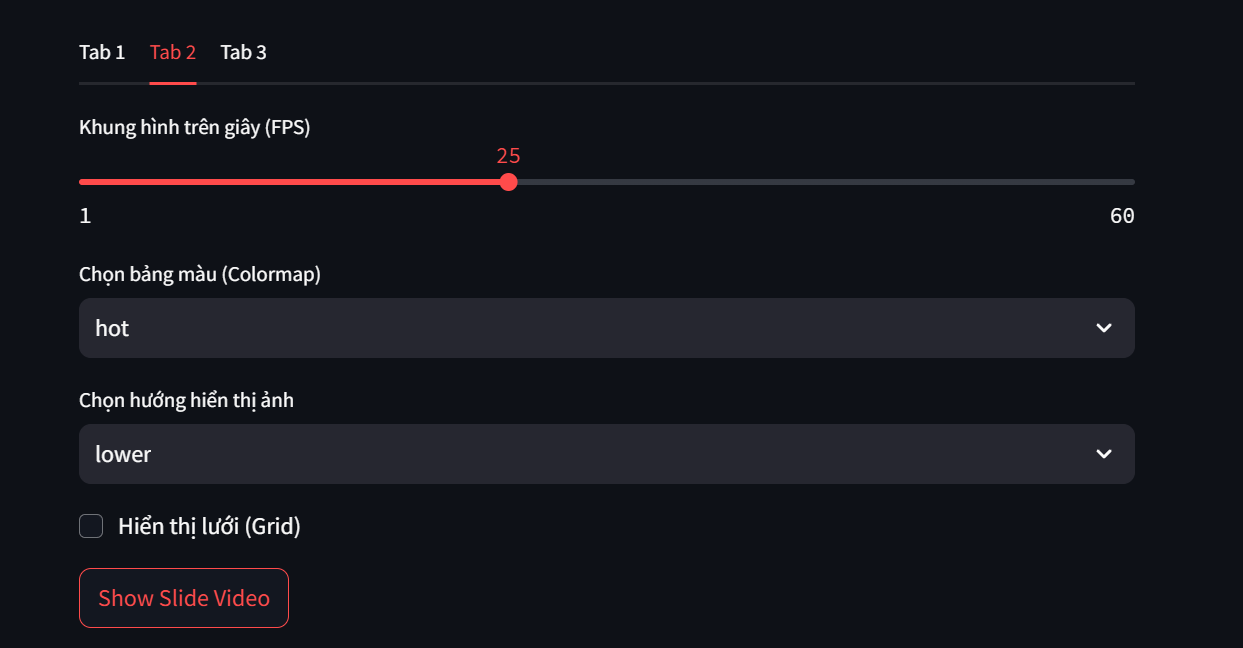 Tab 1 Tab 2 Tab 3
Khung hình trên giây (FPS)
25
1 60
Chọn bảng màu (Colormap)
hot
Chọn hướng hiển thị ảnh
lower
Hiển thị lưới (Grid)
Show Slide Video